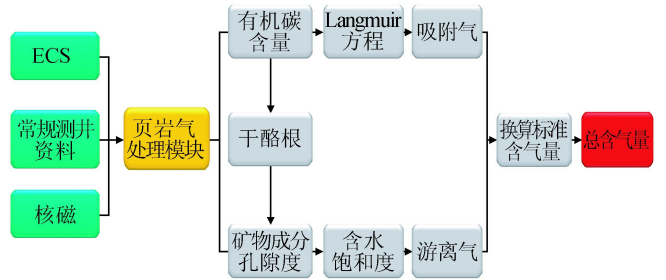 ECS
常规测井
资料
核磁
页岩气
处理模块
有机碳
含量
Langmuir
方程
吸附气
干酪根
矿物成分
孔隙度
含水
饱和度
游离气
换算标准
含气量
总含气量